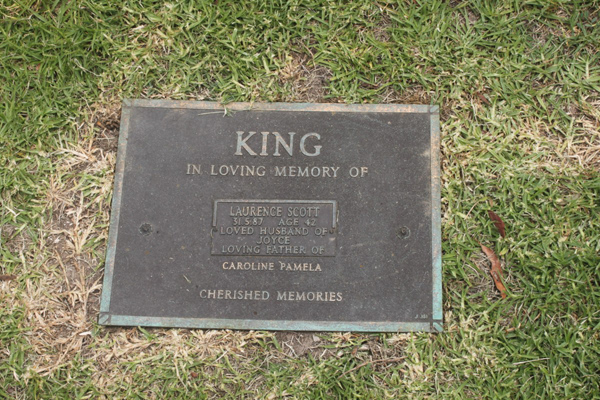 KING
IN LOVING MEMORY OF
LAURENCE SCOTT
31.5.87 AGE 42
LOVED HUSBAND OF
JOYCE
LOVING FATHER OF
CAROLINE PAMELA
CHERISHED MEMORIES